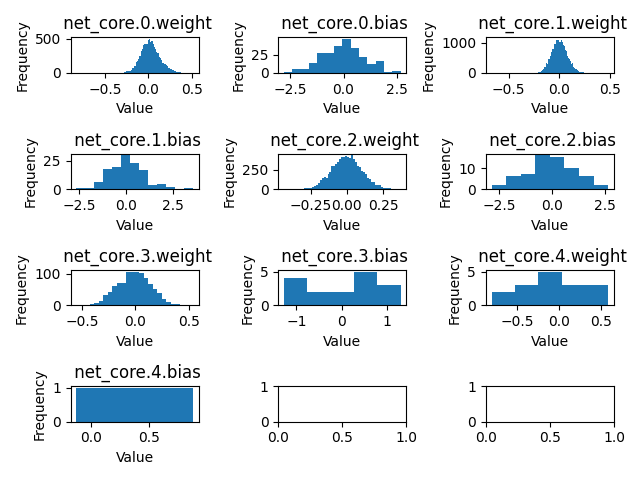 net_core.0.weight
net_core.0.bias
net_core.1.weight
Frequency
500
0
−0.5
0.0
0.5
Value
Frequency
25
0
−2.5
0.0
2.5
Value
Frequency
1000
0
−0.5
0.0
0.5
Value
net_core.1.bias
net_core.2.weight
net_core.2.bias
Frequency
25
0
−2.5
0.0
2.5
Value
Frequency
250
0
−0.25
0.00
0.25
Value
Frequency
10
0
−2.5
0.0
2.5
Value
net_core.3.weight
net_core.3.bias
net_core.4.weight
Frequency
100
0
−0.5
0.0
0.5
Value
Frequency
5
0
−1
0
1
Value
Frequency
5
0
−0.5
0.0
0.5
Value
net_core.4.bias
Frequency
1
0
0.0
0.5
Value
1
0
0.0
0.5
1.0
1
0
0.0
0.5
1.0